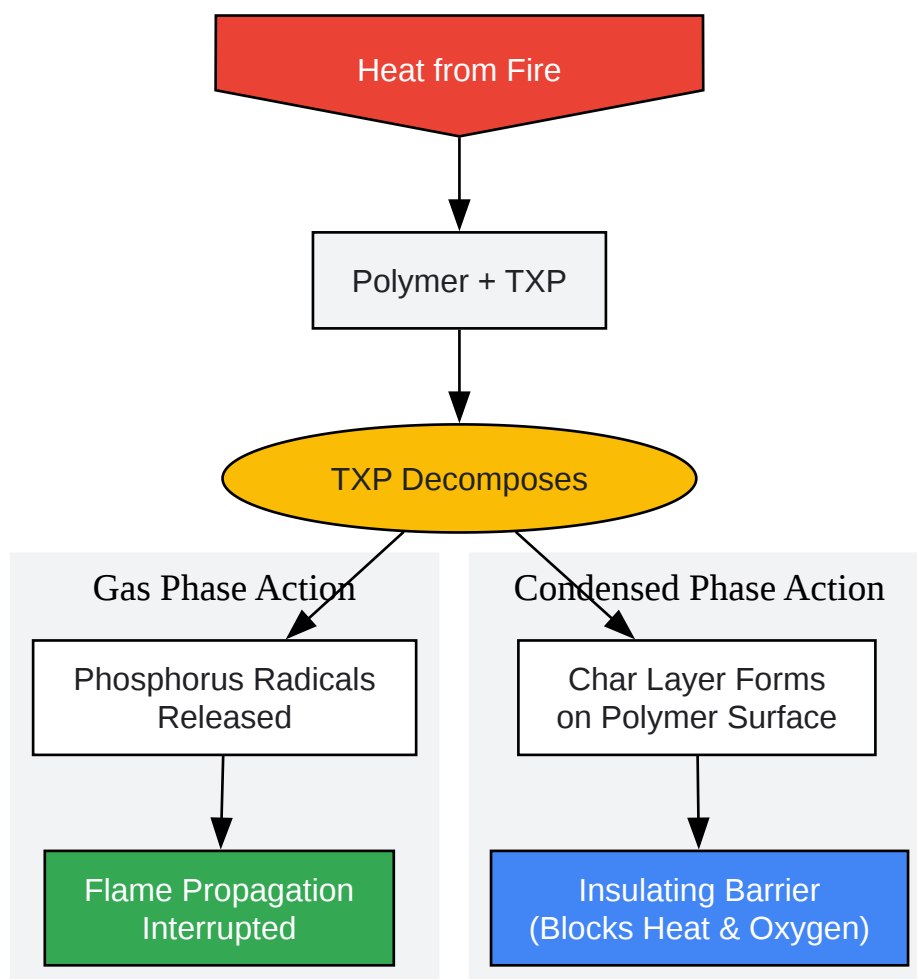 Heat from Fire
Polymer + TXP
TXP Decomposes
Gas Phase Action
Phosphorus Radicals
Released
Flame Propagation
Interrupted
Condensed Phase Action
Char Layer Forms
on Polymer Surface
Insulating Barrier
(Blocks Heat & Oxygen)